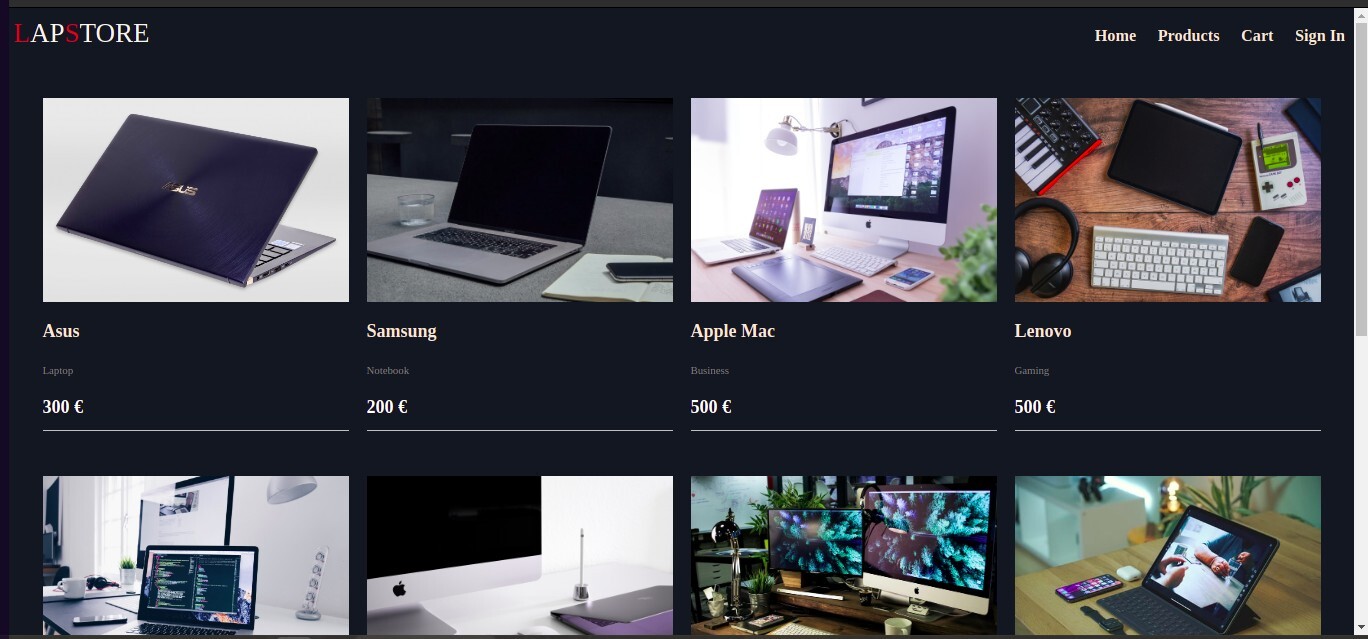 LAPSTORE
Home Products Cart Sign In
ASUS
Asus
Samsung
Apple Mac
Lenovo
Laptop
Notebook
Business
Gaming
300 €
200 €
500 €
500 €